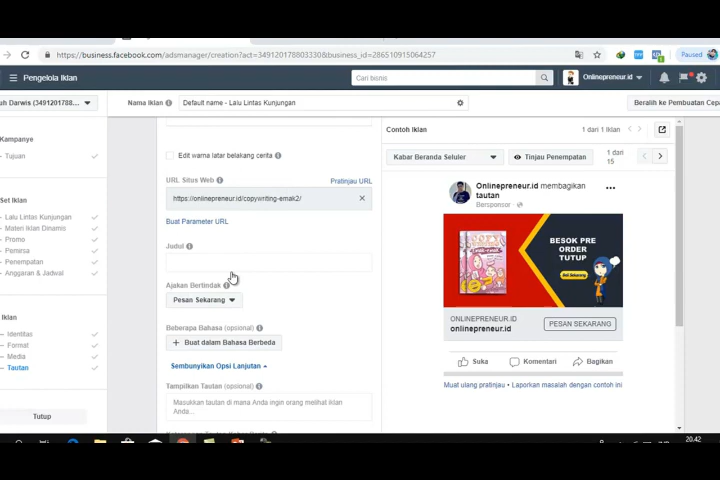 https://business.facebook.com/adsmanager/creation?act=349120178803330&business_id=286510915064257
Paused
Pengelola Iklan
Cari bisnis
Onlinepreneur.id
uh Darwis (3491201788...
Nama Iklan
Default name - Lalu Lintas Kunjungan
Beralih ke Pembuatan Cepa
Kampanye
Tujuan
Set Iklan
Lalu Lintas Kunjungan
Materi Iklan Dinamis
Promo
Pemirsa
Penempatan
Anggaran & Jadwal
Iklan
Identitas
Format
Media
Tautan
Tutup
Edit warna latar belakang cerita
URL Situs Web
Pratinjau URL
https://onlinepreneur.id/copywriting-emak2/
Buat Parameter URL
Judul
Ajakan Bertindak
Pesan Sekarang
Beberapa Bahasa (opsional)
+ Buat dalam Bahasa Berbeda
Sembunyikan Opsi Lanjutan
Tampilkan Tautan (opsional)
Masukkan tautan di mana Anda ingin orang melihat iklan
Anda...
Contoh Iklan
1 dari 1 Iklan
Kabar Beranda Seluler
Tinjau Penempatan
1 dari
15
Onlinepreneur.id membagikan
tautan
Bersponsor
BESOK PRE
ORDER
TUTUP
Beli Sekarang
ONLINEPRENEUR.ID
onlinepreneur.id
PESAN SEKARANG
Suka
Komentari
Bagikan
Muat ulang pratinjau • Laporkan masalah dengan contoh ini
20.42